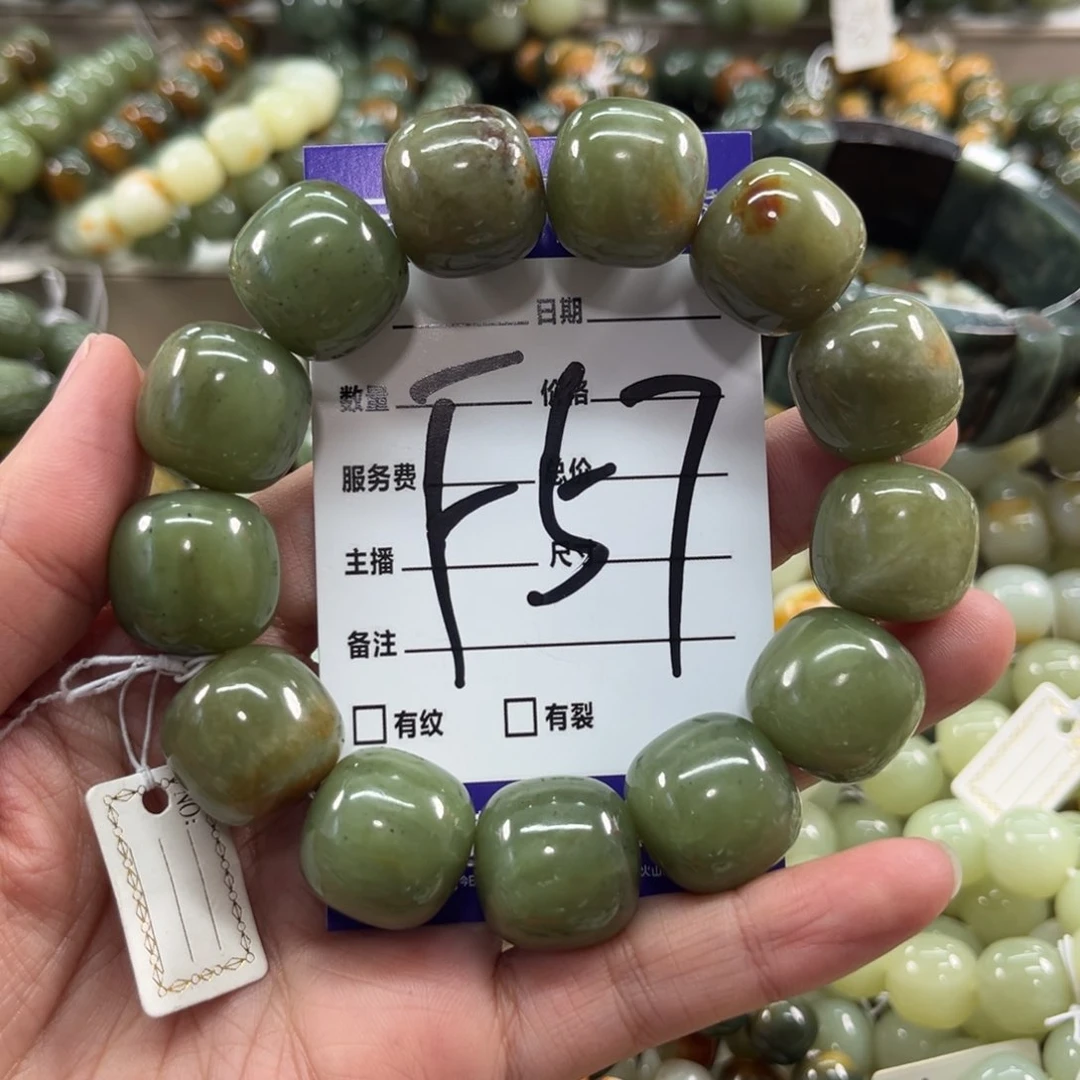 日期
数量 价格
服务费 总价
主播 尺
备注
F57
□有纹 □有裂
NO: